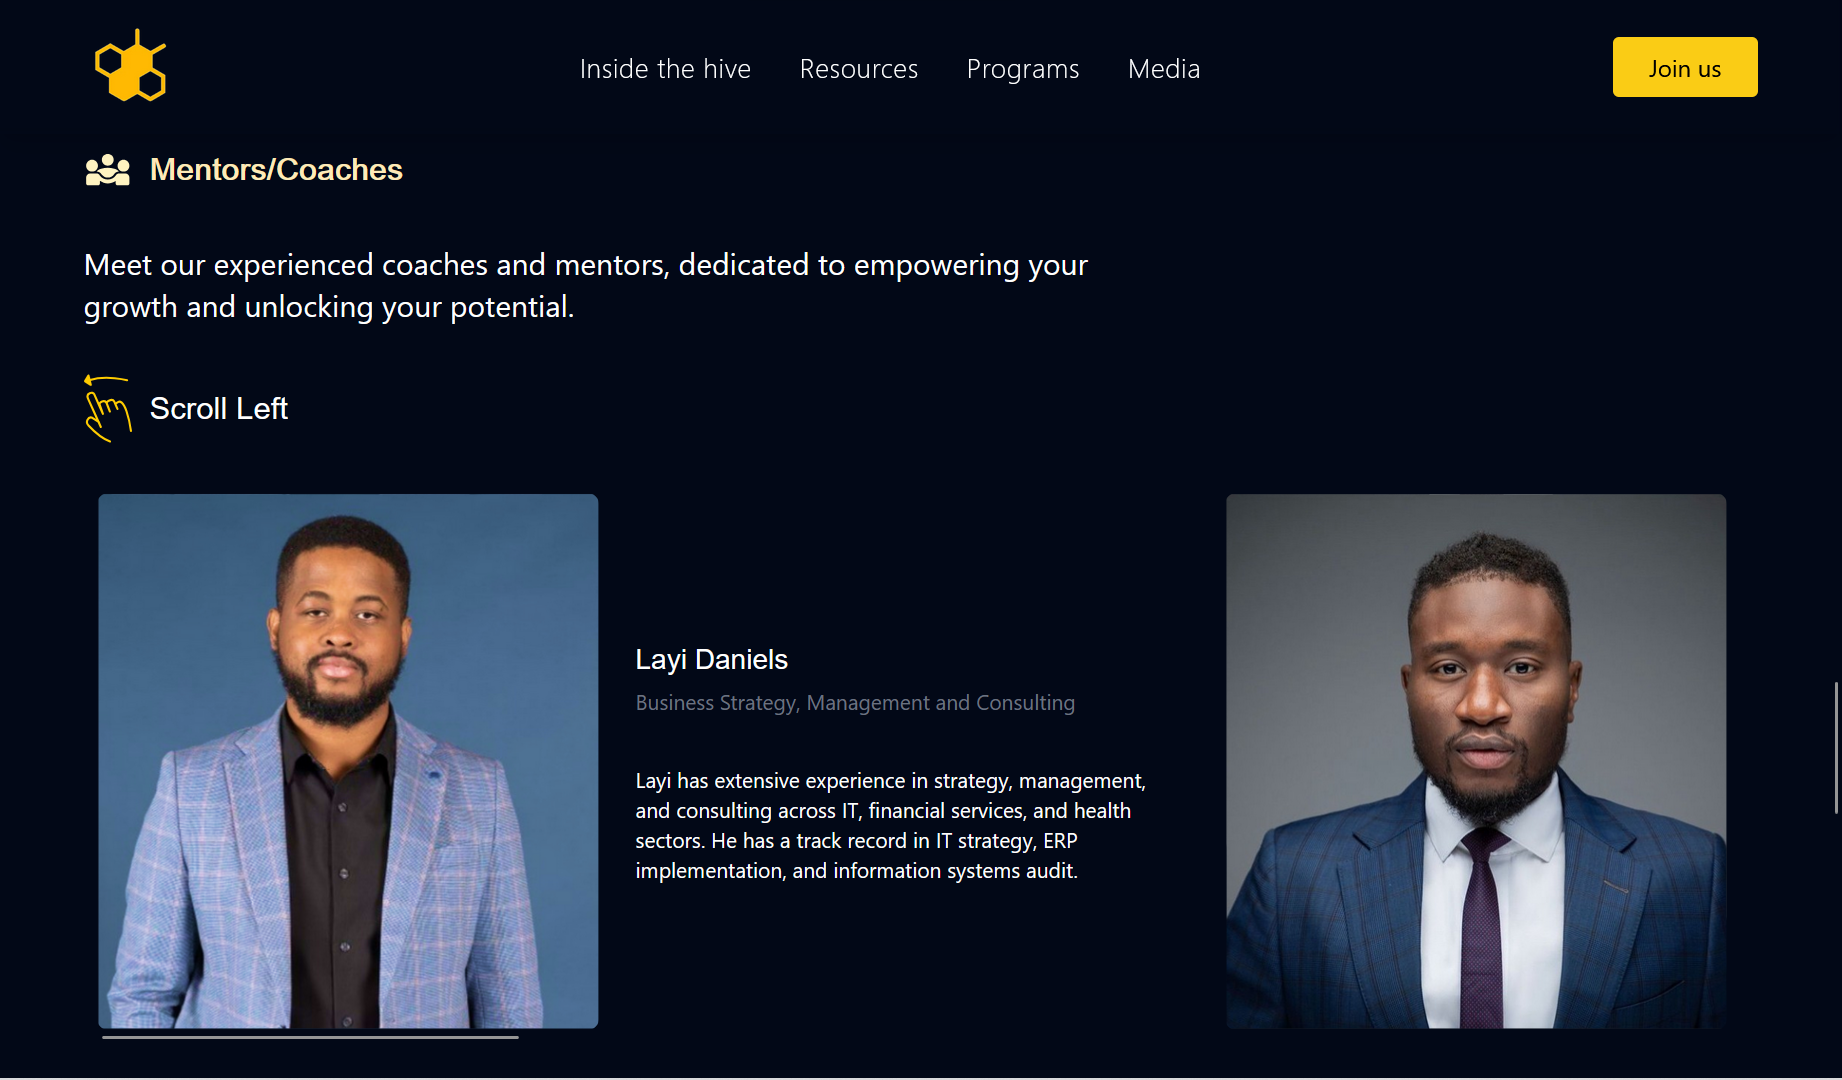 Inside the hive
Resources
Programs
Media
Join us
Mentors/Coaches
Meet our experienced coaches and mentors, dedicated to empowering your
growth and unlocking your potential.
Scroll Left
Layi Daniels
Business Strategy, Management and Consulting
Layi has extensive experience in strategy, management,
and consulting across IT, financial services, and health
sectors. He has a track record in IT strategy, ERP
implementation, and information systems audit.